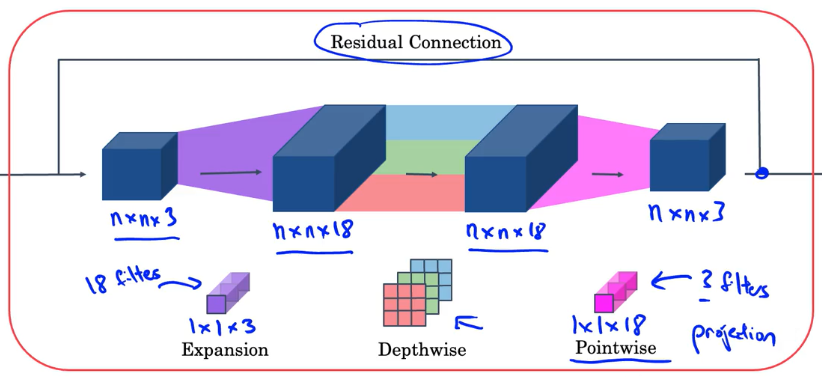 Residual Connection
n×n×3
n×n×18
n×n×18
n×n×3
18 filters
1×1×3
Expansion
Depthwise
1×1×18
Pointwise
3 filters
projection